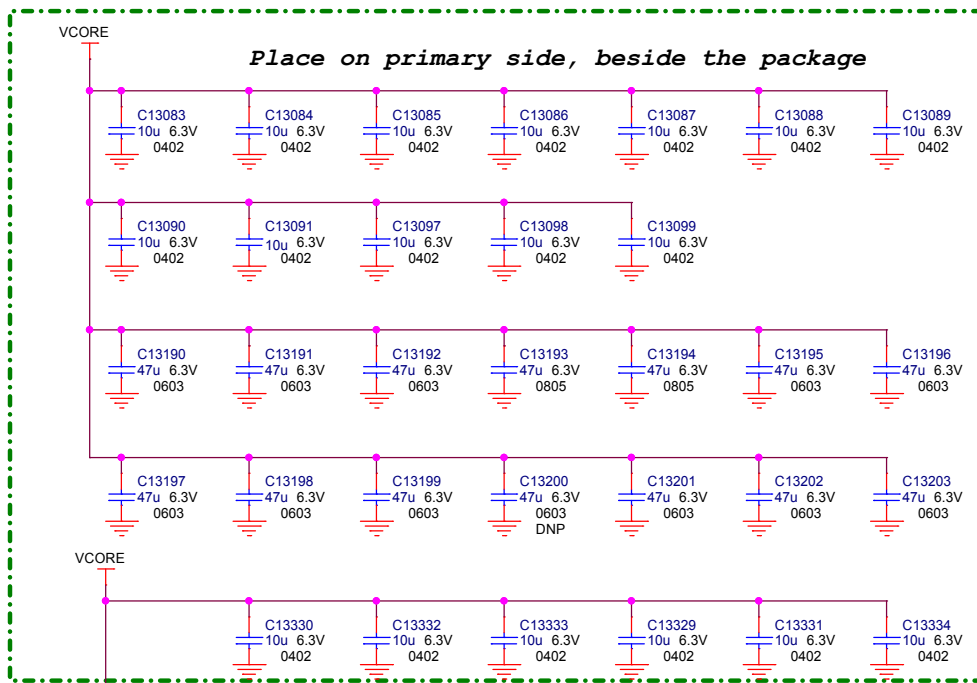 VCORE
Place on primary side, beside the package
C13083 C13084 C13085 C13086 C13087 C13088 C13089
10u 6.3V 10u 6.3V 10u 6.3V 10u 6.3V 10u 6.3V 10u 6.3V 10u 6.3V
0402 0402 0402 0402 0402 0402 0402
C13090 C13091 C13097 C13098 C13099
10u 6.3V 10u 6.3V 10u 6.3V 10u 6.3V 10u 6.3V
0402 0402 0402 0402 0402
C13190 C13191 C13192 C13193 C13194 C13195 C13196
47u 6.3V 47u 6.3V 47u 6.3V 47u 6.3V 47u 6.3V 47u 6.3V 47u 6.3V
0603 0603 0603 0805 0805 0603 0603
C13197 C13198 C13199 C13200 C13201 C13202 C13203
47u 6.3V 47u 6.3V 47u 6.3V 47u 6.3V 47u 6.3V 47u 6.3V 47u 6.3V
0603 0603 0603 0603 0603 0603 0603
DNP
VCORE
C13330 C13332 C13333 C13329 C13331 C13334
10u 6.3V 10u 6.3V 10u 6.3V 10u 6.3V 10u 6.3V 10u 6.3V
0402 0402 0402 0402 0402 0402